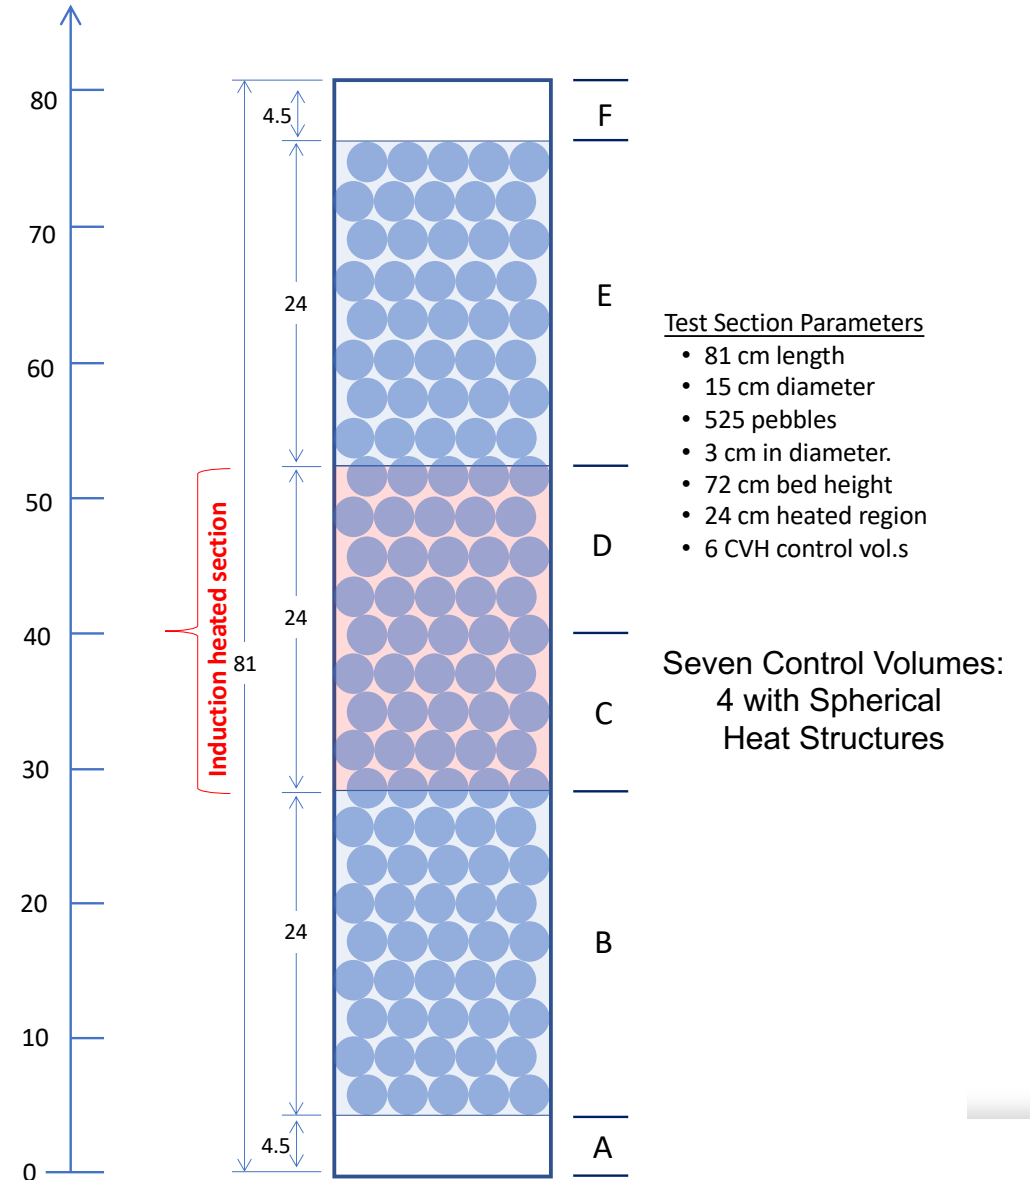 80
70
60
50
40
30
20
10
0
4.5
24
24
24
4.5
81
Induction heated section
F
E
D
C
B
A
Test Section Parameters
• 81 cm length
• 15 cm diameter
• 525 pebbles
• 3 cm in diameter.
• 72 cm bed height
• 24 cm heated region
• 6 CVH control vol.s
Seven Control Volumes:
4 with Spherical
Heat Structures